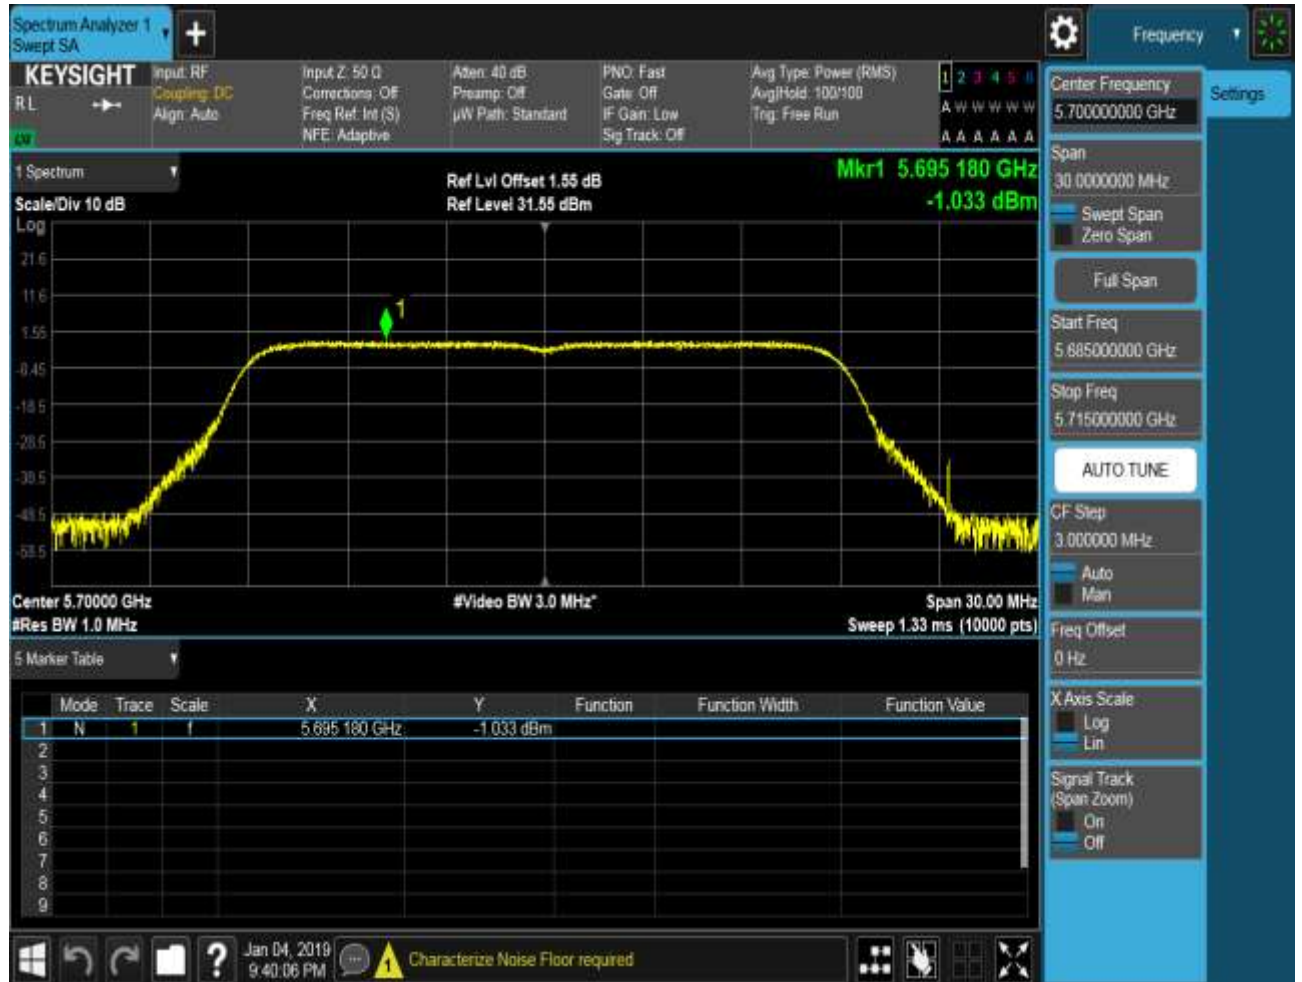 Spectrum Analyzer 1
Swept SA
Frequency
KEYSIGHT
R L
Input: RF
Coupling: DC
Align: Auto
Input Z: 50 Ω
Corrections: Off
Freq Ref: Int (S)
NFE: Adaptive
Atten: 40 dB
Preamp: Off
µW Path: Standard
PNO: Fast
Gate: Off
IF Gain: Low
Sig Track: Off
Avg Type: Power (RMS)
Avg|Hold: 100/100
Trig: Free Run
1 2 3 4 5 6
A W W W W W
A A A A A A
1 Spectrum
Scale/Div 10 dB
Log
Ref Lvl Offset 1.55 dB
Ref Level 31.55 dBm
Mkr1 5.695 180 GHz
-1.033 dBm
21.6
11.6
1.55
-8.45
-18.5
-28.5
-38.5
-48.5
-58.5
1
Center 5.70000 GHz
#Res BW 1.0 MHz
#Video BW 3.0 MHz*
Span 30.00 MHz
Sweep 1.33 ms (10000 pts)
5 Marker Table
Mode Trace Scale X Y Function Function Width Function Value
1 N 1 f 5.695 180 GHz -1.033 dBm
2
3
4
5
6
7
8
9
Jan 04, 2019
9:40:06 PM
Characterize Noise Floor required
Center Frequency
5.700000000 GHz
Settings
Span
30.0000000 MHz
Swept Span
Zero Span
Full Span
Start Freq
5.685000000 GHz
Stop Freq
5.715000000 GHz
AUTO TUNE
CF Step
3.000000 MHz
Auto
Man
Freq Offset
0 Hz
X Axis Scale
Log
Lin
Signal Track
(Span Zoom)
On
Off